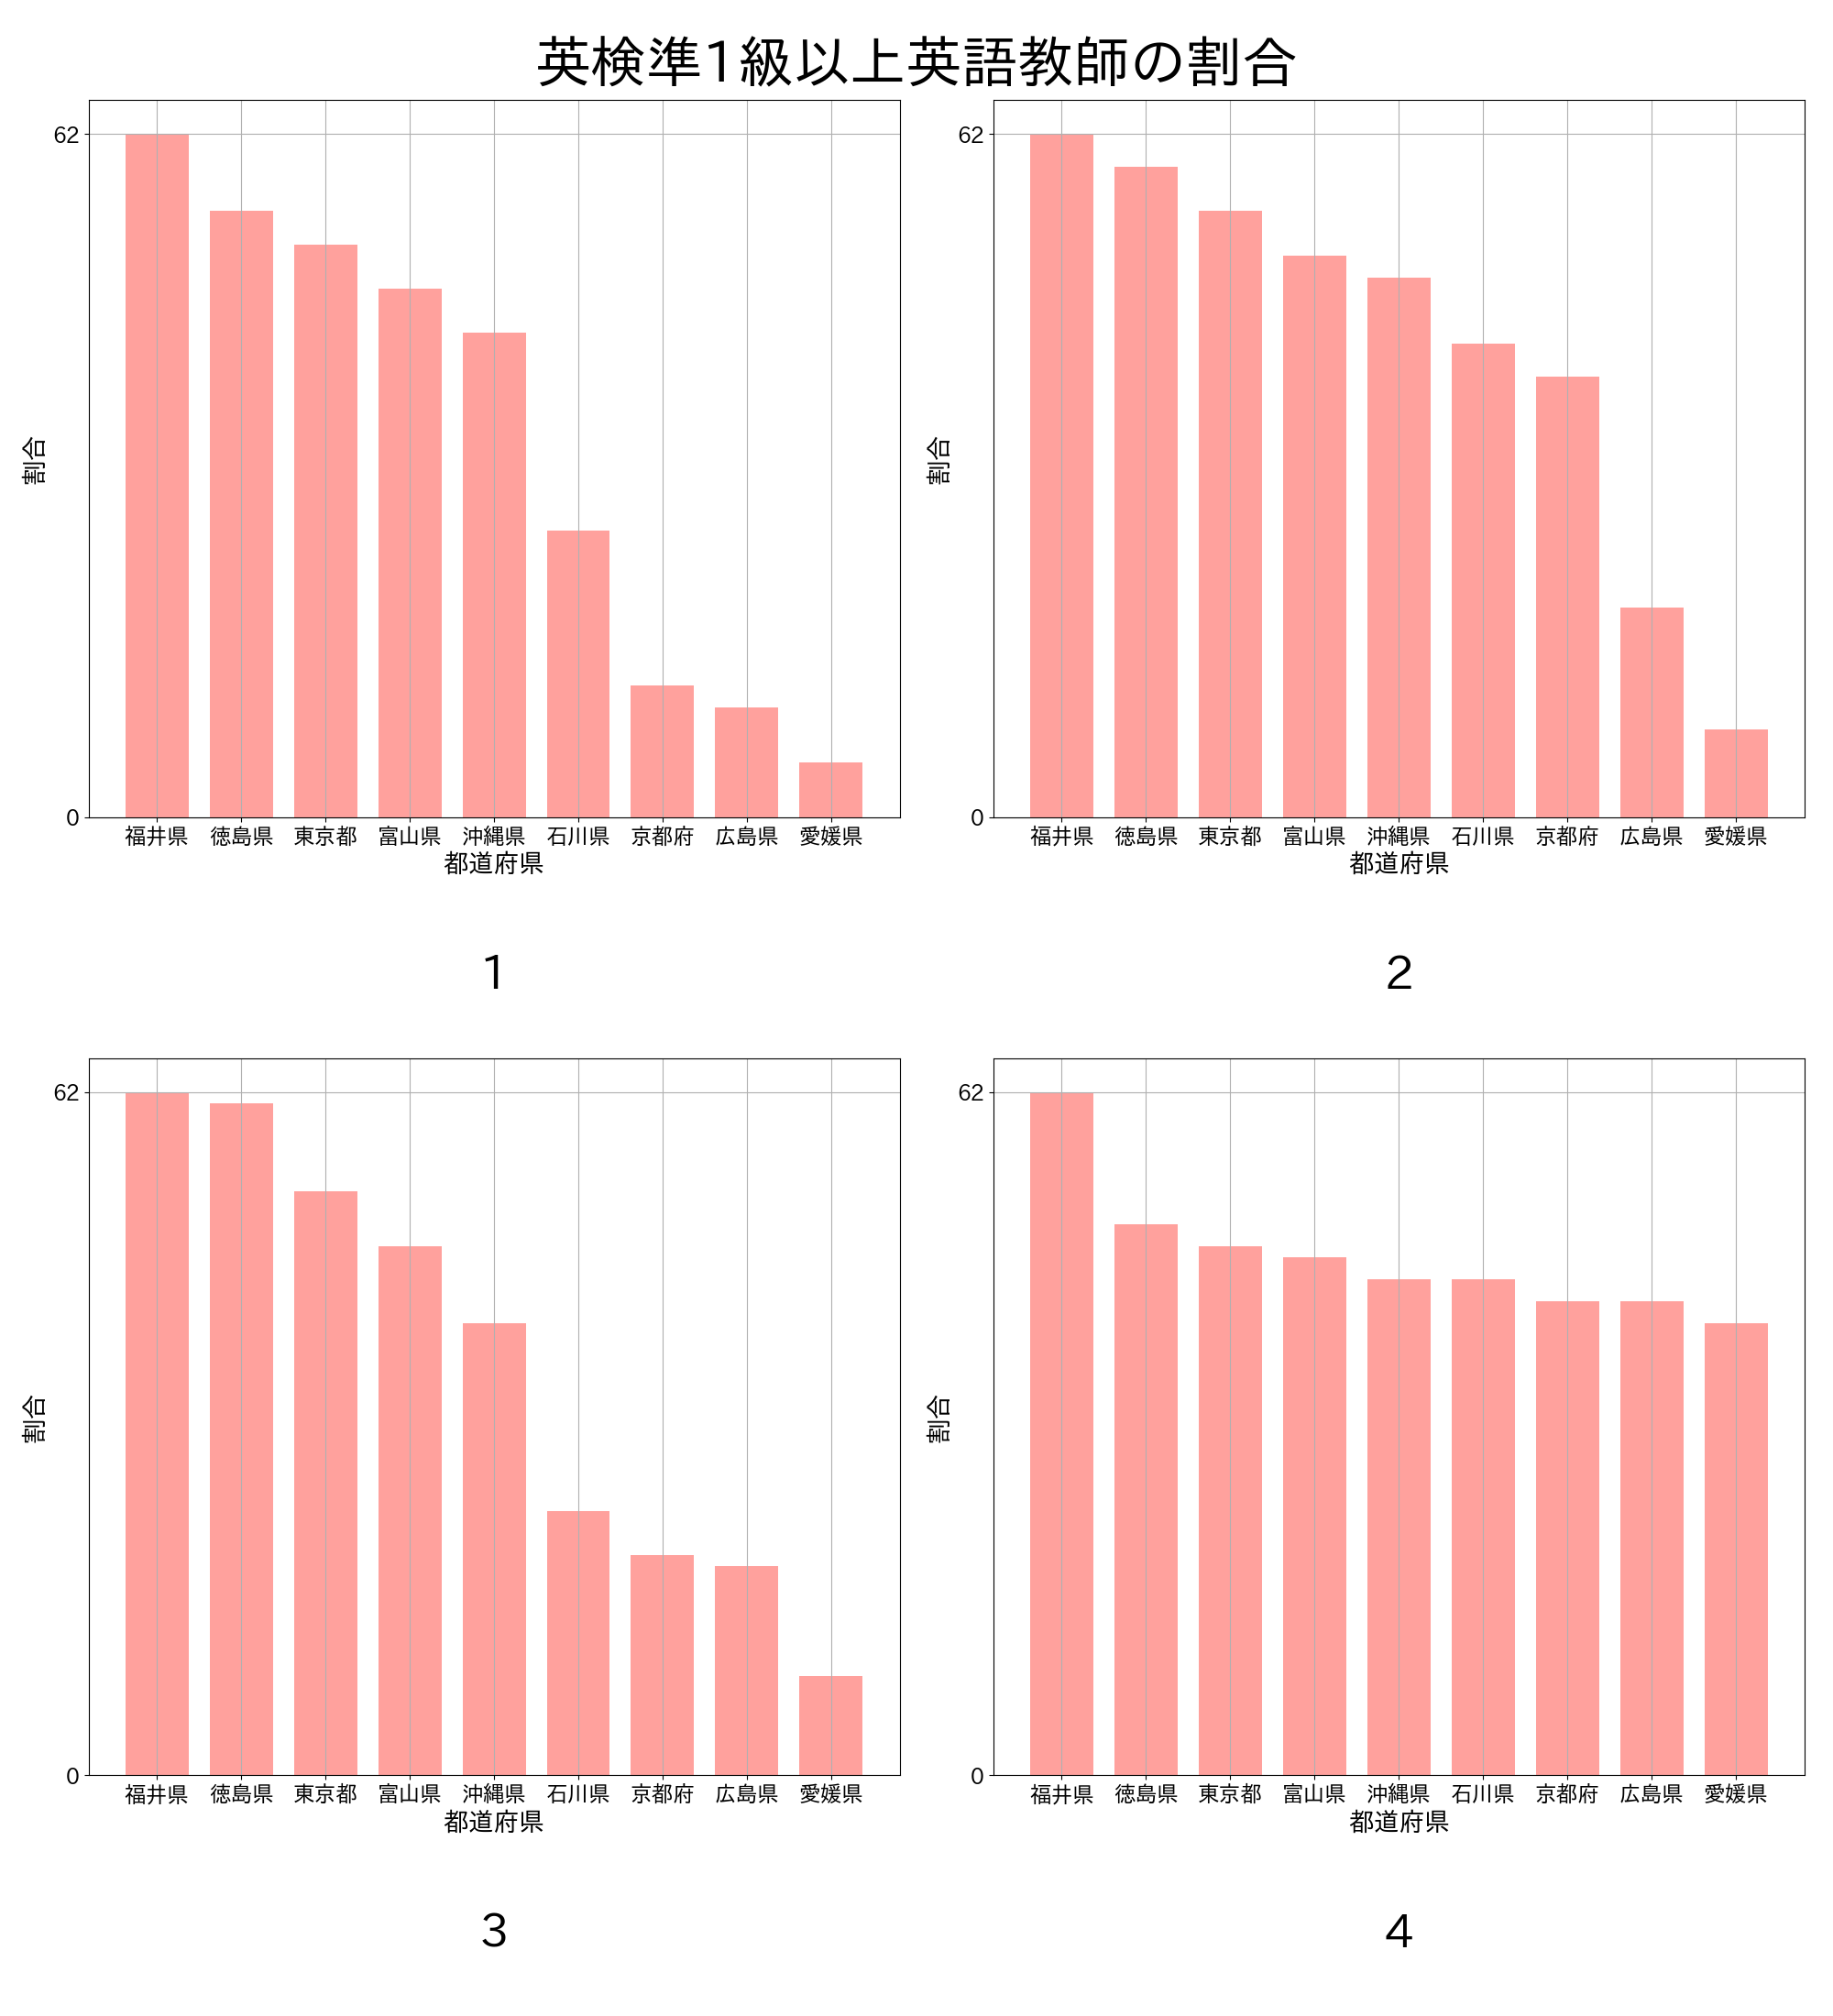 英検準1級以上英語教師の割合
62
0
割合
福井県 徳島県 東京都 富山県 沖縄県 石川県 京都府 広島県 愛媛県
都道府県
1
62
0
割合
福井県 徳島県 東京都 富山県 沖縄県 石川県 京都府 広島県 愛媛県
都道府県
2
62
0
割合
福井県 徳島県 東京都 富山県 沖縄県 石川県 京都府 広島県 愛媛県
都道府県
3
62
0
割合
福井県 徳島県 東京都 富山県 沖縄県 石川県 京都府 広島県 愛媛県
都道府県
4